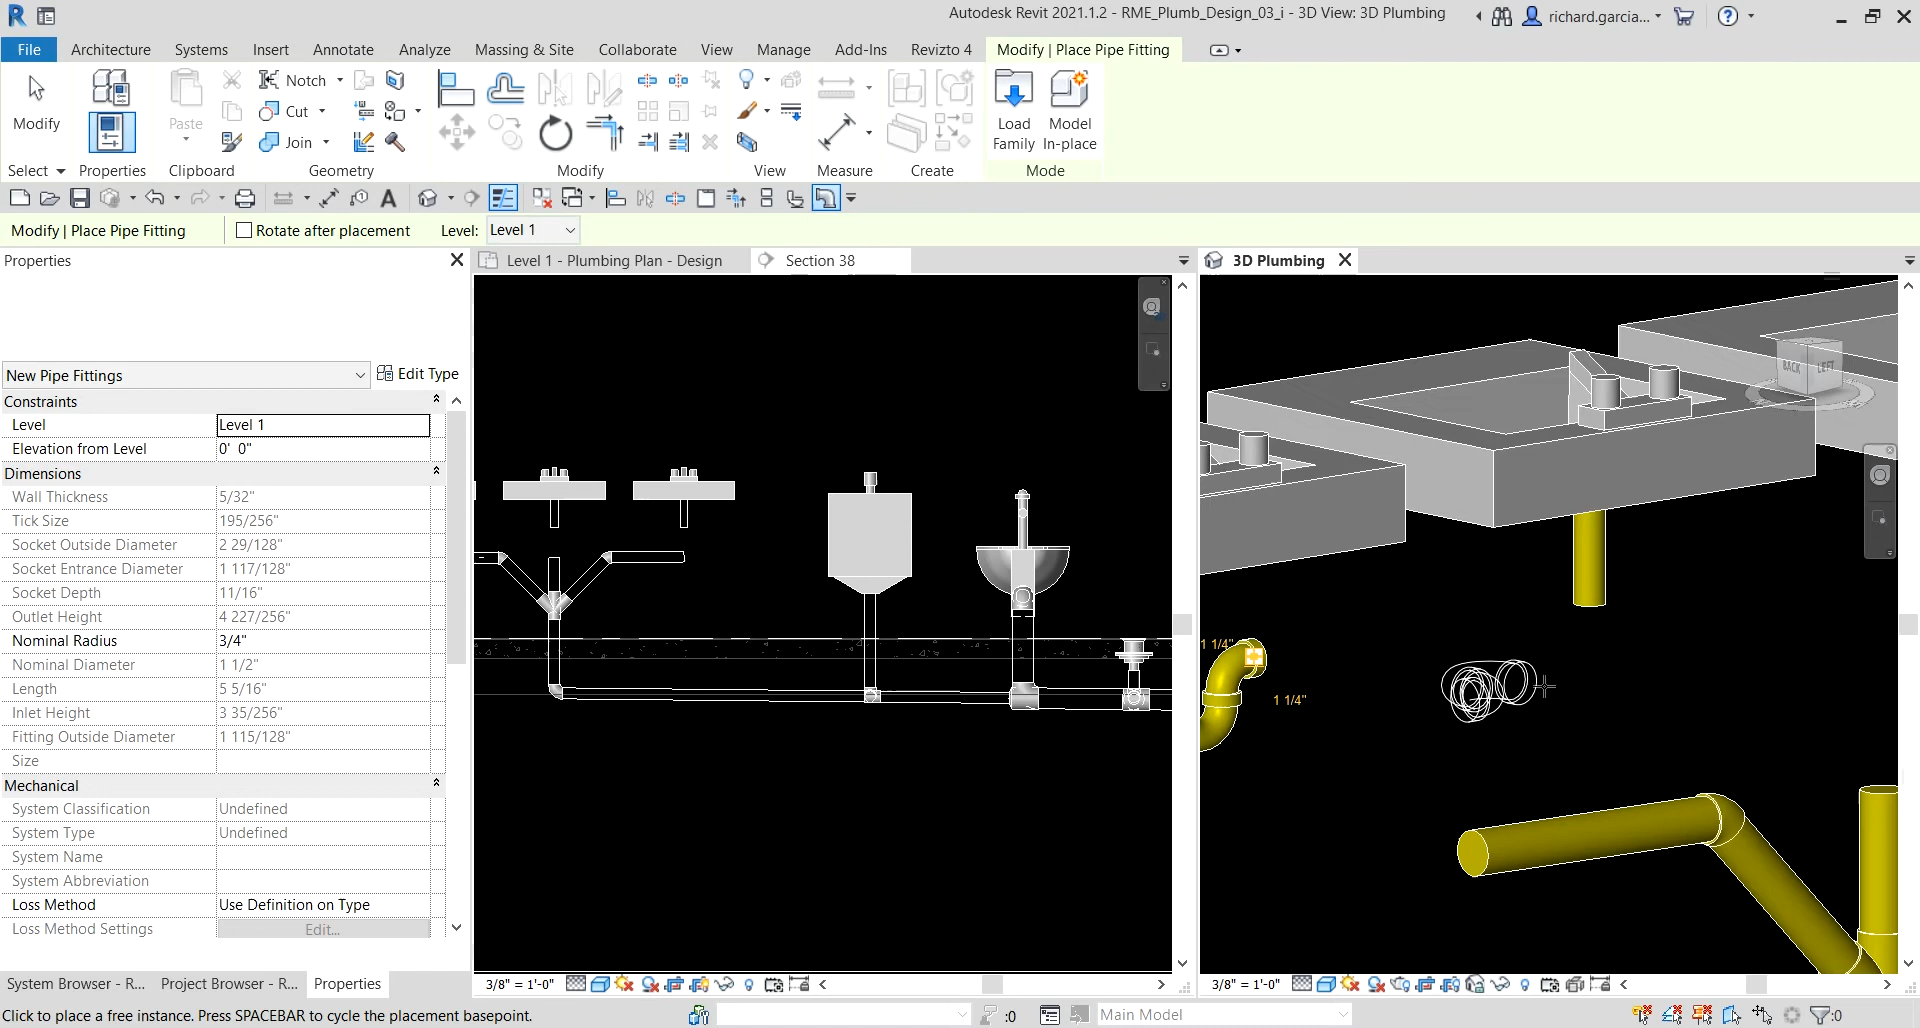 Autodesk Revit 2021.1.2 - RME_Plumb_Design_03_i - 3D View: 3D Plumbing
richard.garcia...
File Architecture Systems Insert Annotate Analyze Massing & Site Collaborate View Manage Add-Ins Revizto 4 Modify | Place Pipe Fitting
Modify
Paste
Notch
Cut
Join
Load
Family
Model
In-place
Select Properties Clipboard Geometry Modify View Measure Create Mode
Modify | Place Pipe Fitting Rotate after placement Level: Level 1
Properties
Level 1 - Plumbing Plan - Design
Section 38
3D Plumbing
New Pipe Fittings
Edit Type
Constraints
Level Level 1
Elevation from Level 0' 0"
Dimensions
Wall Thickness 5/32"
Tick Size 195/256"
Socket Outside Diameter 2 29/128"
Socket Entrance Diameter 1 117/128"
Socket Depth 11/16"
Outlet Height 4 227/256"
Nominal Radius 3/4"
Nominal Diameter 1 1/2"
Length 5 5/16"
Inlet Height 3 35/256"
Fitting Outside Diameter 1 115/128"
Size
Mechanical
System Classification Undefined
System Type Undefined
System Name
System Abbreviation
Loss Method Use Definition on Type
Loss Method Settings Edit...
BACK LEFT
1 1/4"
1 1/4"
System Browser - R... Project Browser - R... Properties
3/8" = 1'-0"
3/8" = 1'-0"
Click to place a free instance. Press SPACEBAR to cycle the placement basepoint.
:0
Main Model
:0